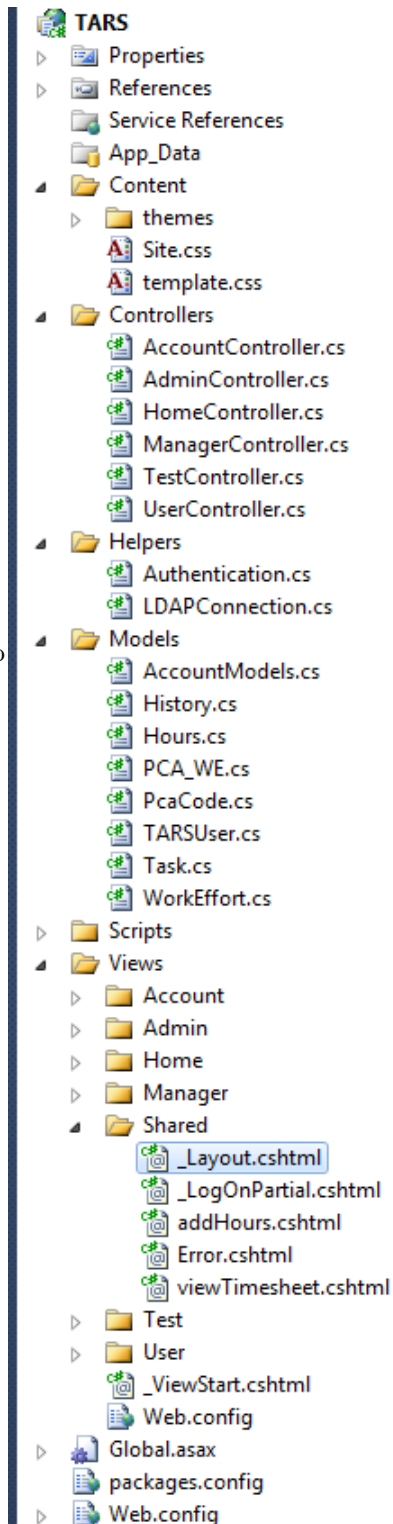 TARS
Properties
References
Service References
App_Data
Content
themes
Site.css
template.css
Controllers
AccountController.cs
AdminController.cs
HomeController.cs
ManagerController.cs
TestController.cs
UserController.cs
Helpers
Authentication.cs
LDAPConnection.cs
Models
AccountModels.cs
History.cs
Hours.cs
PCA_WE.cs
PcaCode.cs
TARSUser.cs
Task.cs
WorkEffort.cs
Scripts
Views
Account
Admin
Home
Manager
Shared
_Layout.cshtml
_LogOnPartial.cshtml
addHours.cshtml
Error.cshtml
viewTimesheet.cshtml
Test
User
_ViewStart.cshtml
Web.config
Global.asax
packages.config
Web.config